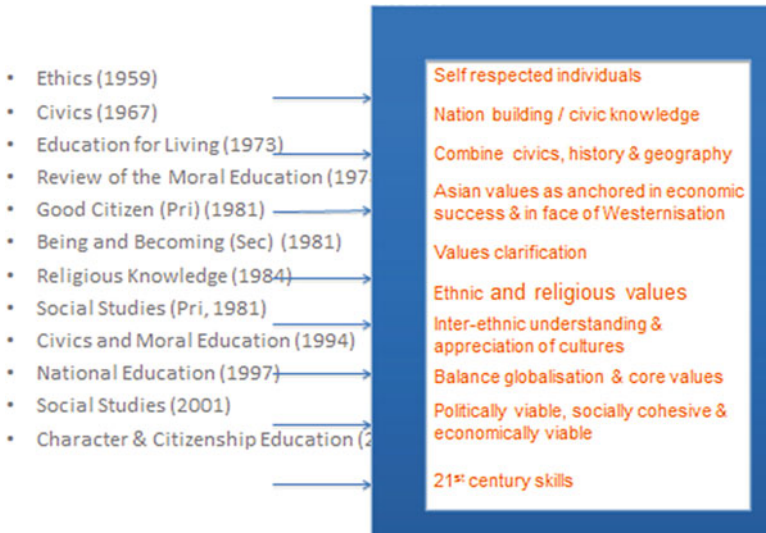 • Ethics (1959)
• Civics (1967)
• Education for Living (1973)
• Review of the Moral Education (197
• Good Citizen (Pri) (1981)
• Being and Becoming (Sec) (1981)
• Religious Knowledge (1984)
• Social Studies (Pri, 1981)
• Civics and Moral Education (1994)
• National Education (1997)
• Social Studies (2001)
• Character & Citizenship Education (2
Self respected individuals
Nation building / civic knowledge
Combine civics, history & geography
Asian values as anchored in economic
success & in face of Westernisation
Values clarification
Ethnic and religious values
Inter-ethnic understanding &
appreciation of cultures
Balance globalisation & core values
Politically viable, socially cohesive &
economically viable
21st century skills